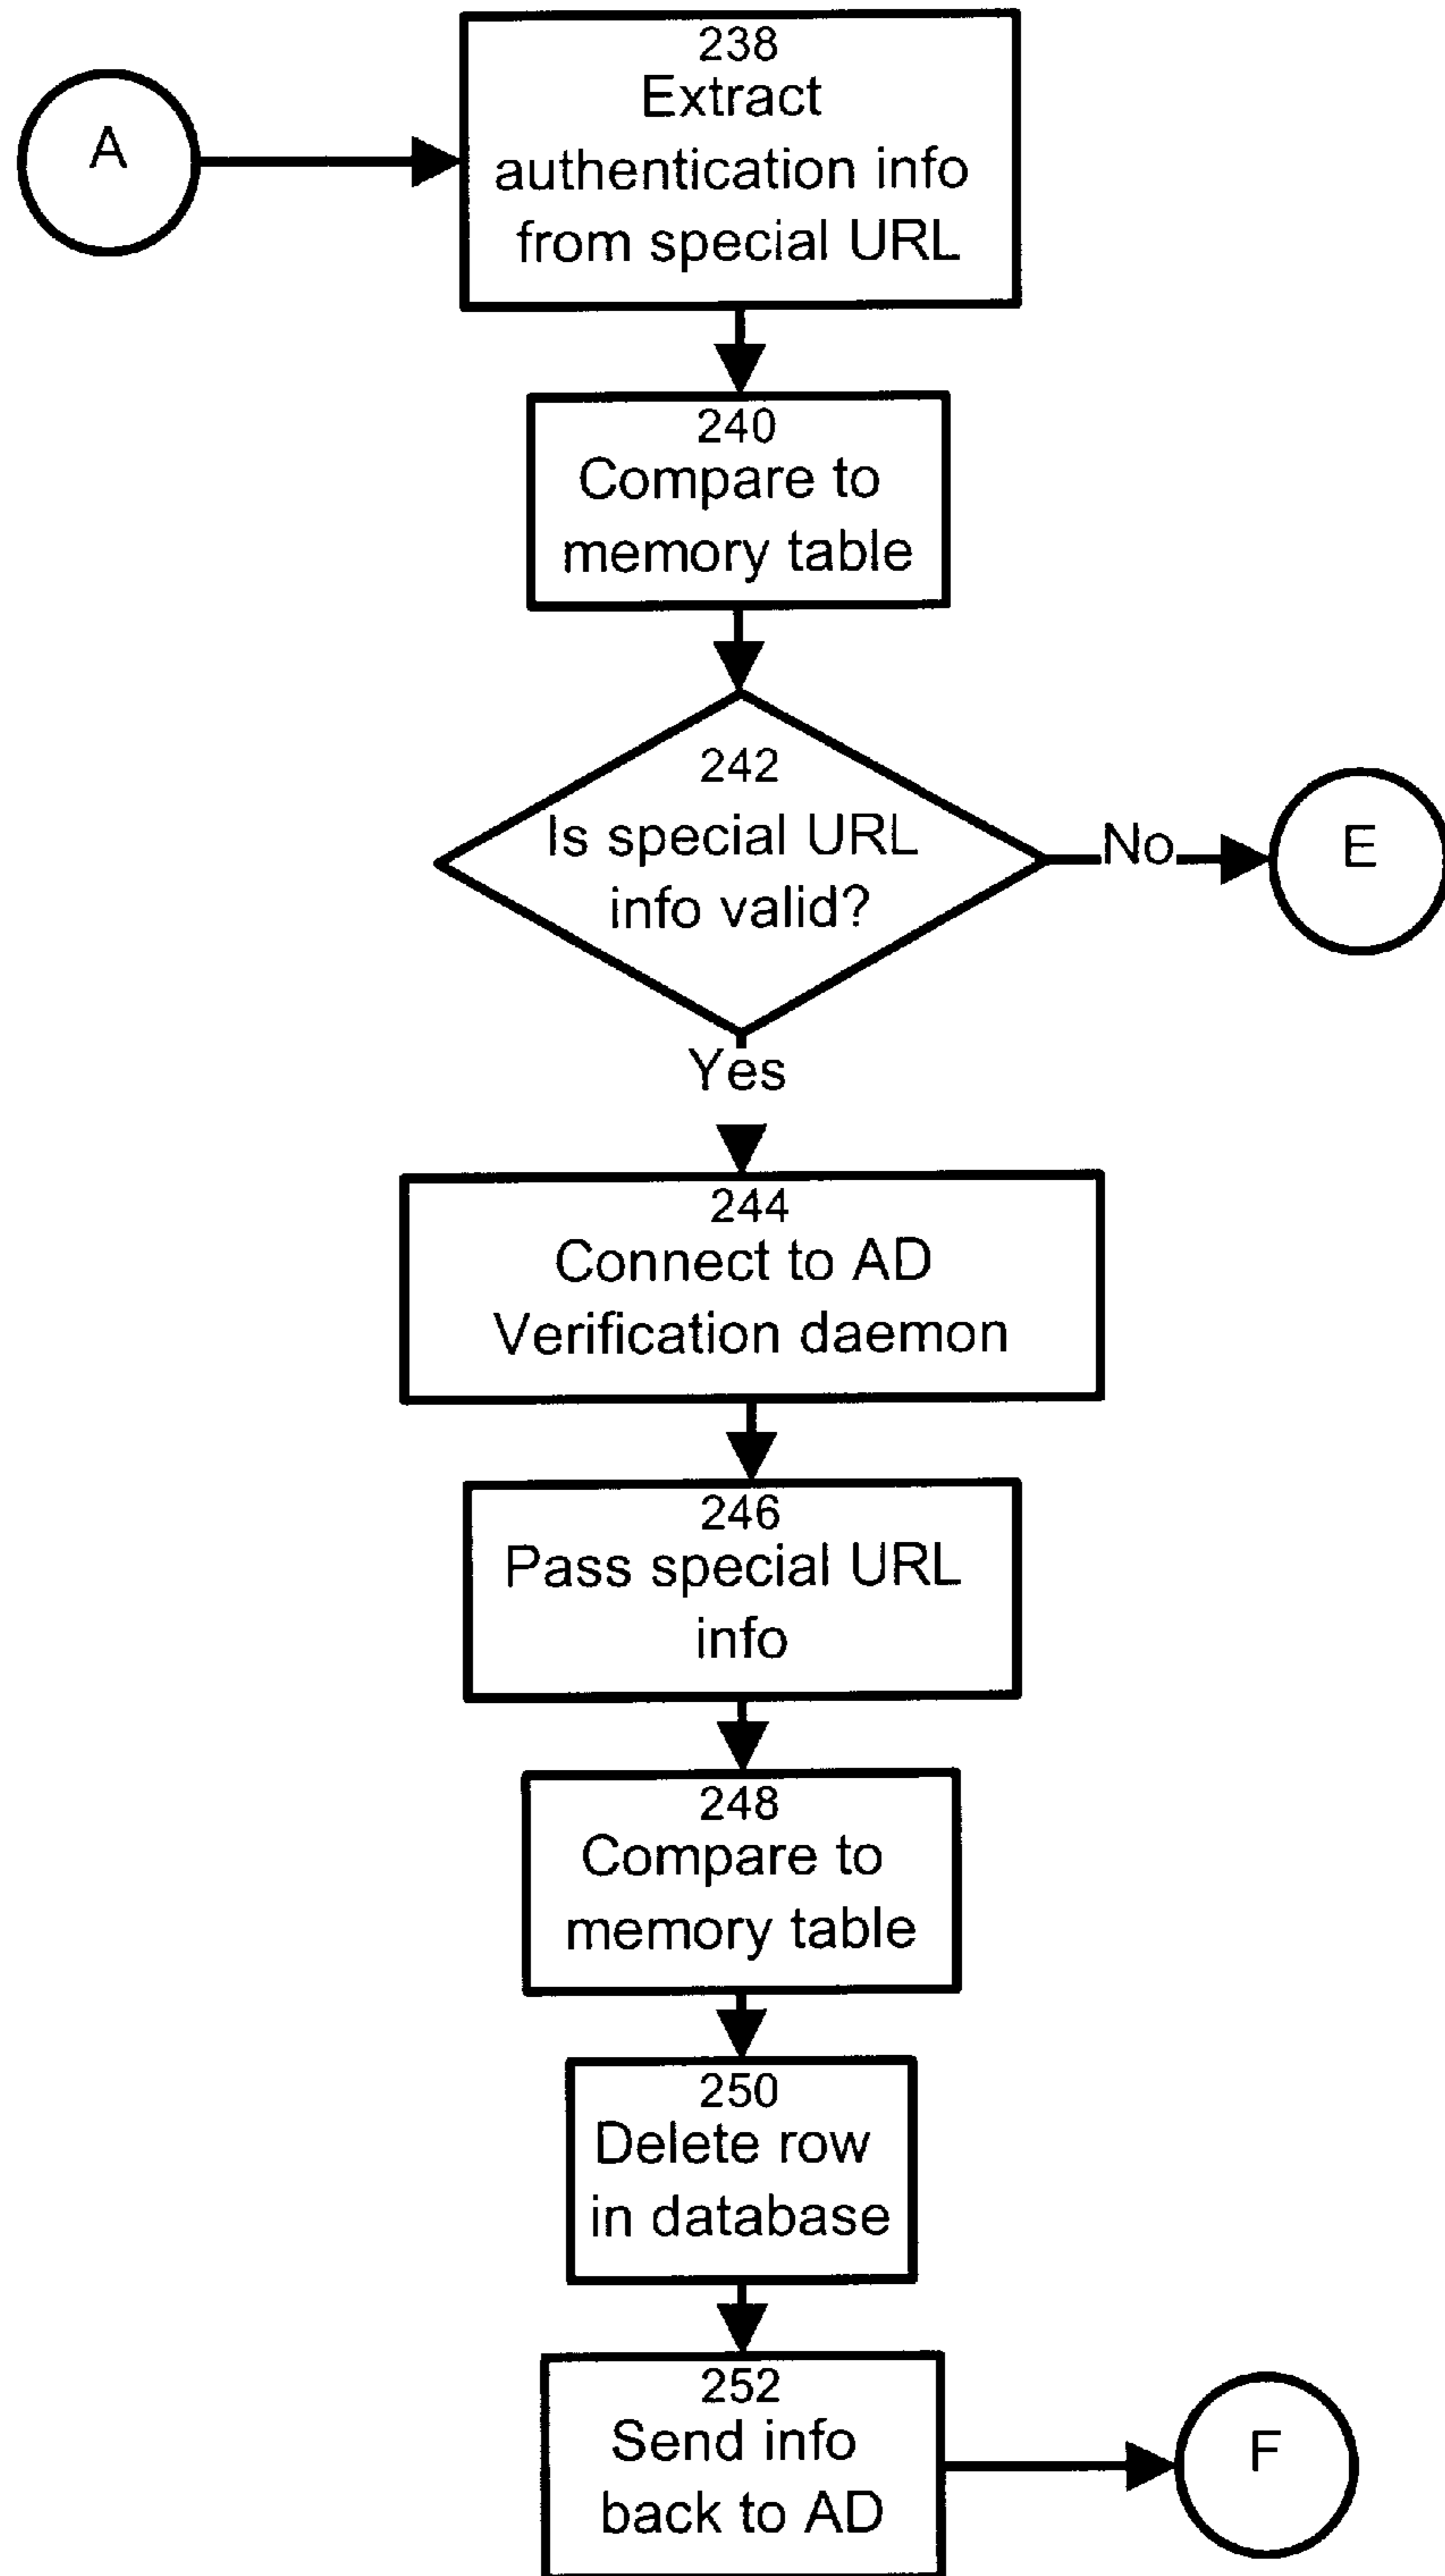 A
238
Extract
authentication info
from special URL
240
Compare to
memory table
242
Is special URL
info valid?
No
E
Yes
244
Connect to AD
Verification daemon
246
Pass special URL
info
248
Compare to
memory table
250
Delete row
in database
252
Send info
back to AD
F